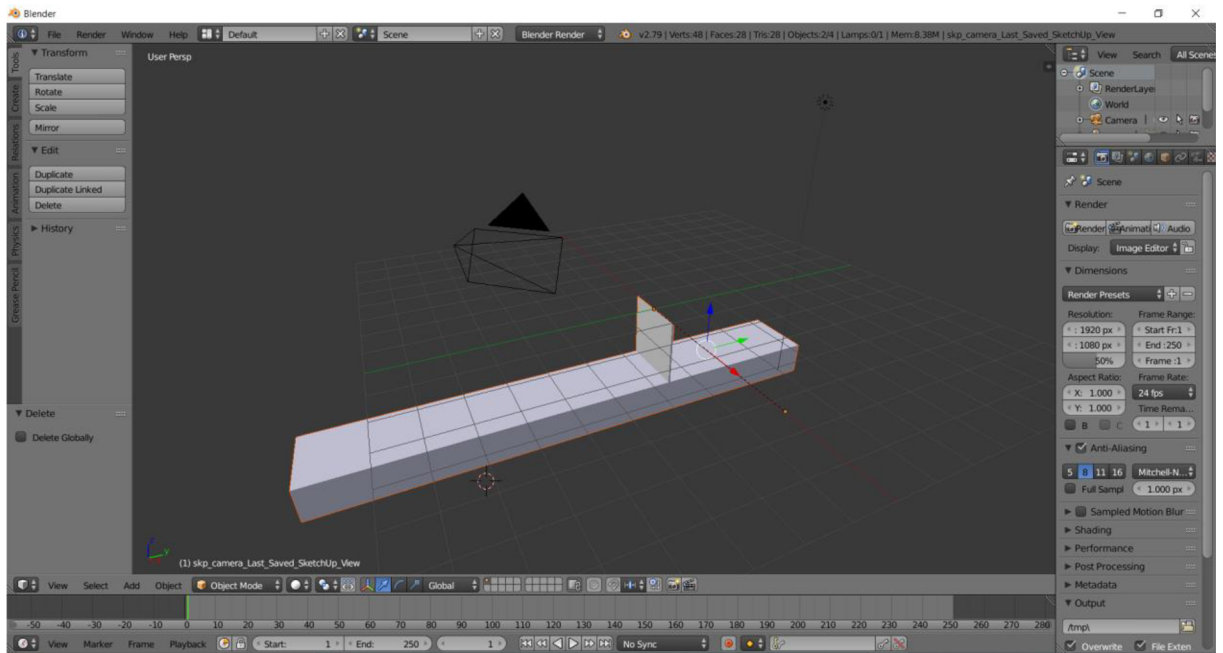 Blender
File Render Window Help Default Scene Blender Render v2.79 | Verts:48 | Faces:28 | Tris:28 | Objects:2/4 | Lamps:0/1 | Mem:8.38M | skp_camera_Last_Saved_SketchUp_View
Tools
Create
Relations
Animation
Physics
Grease Pencil
Transform
Translate
Rotate
Scale
Mirror
Edit
Duplicate
Duplicate Linked
Delete
History
Delete
Delete Globally
User Persp
z
y
(1) skp_camera_Last_Saved_SketchUp_View
View Search All Scenes
Scene
RenderLaye
World
Camera
Scene
Render
Render Animati Audio
Display: Image Editor
Dimensions
Render Presets
Resolution: Frame Range:
: 1920 px Start Fr:1
: 1080 px End :250
50% Frame :1
Aspect Ratio: Frame Rate:
X: 1.000 24 fps
Y: 1.000 Time Rema...
B C 1 1
Anti-Aliasing
5 8 11 16 Mitchell-N...
Full Sampl 1.000 px
Sampled Motion Blur
Shading
Performance
Post Processing
Metadata
Output
/tmp\
Overwrite File Exten
View Select Add Object Object Mode Global
-50 -40 -30 -20 -10 0 10 20 30 40 50 60 70 80 90 100 110 120 130 140 150 160 170 180 190 200 210 220 230 240 250 260 270 280
View Marker Frame Playback Start: 1 End: 250 1 No Sync